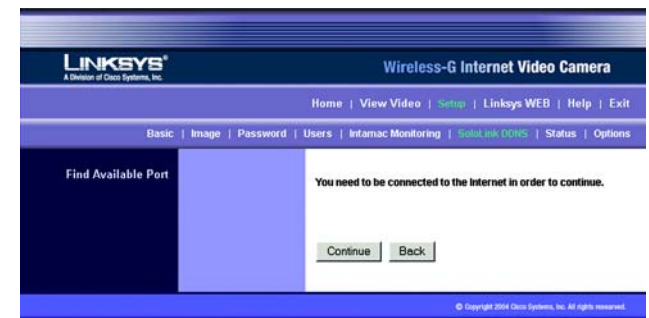 LINKSYS®
A Division of Cisco Systems, Inc.
Wireless-G Internet Video Camera
Home | View Video | Setup | Linksys WEB | Help | Exit
Basic | Image | Password | Users | Intamac Monitoring | SoloLink DDNS | Status | Options
Find Available Port
You need to be connected to the Internet in order to continue.
Continue Back
© Copyright 2004 Cisco Systems, Inc. All rights reserved.